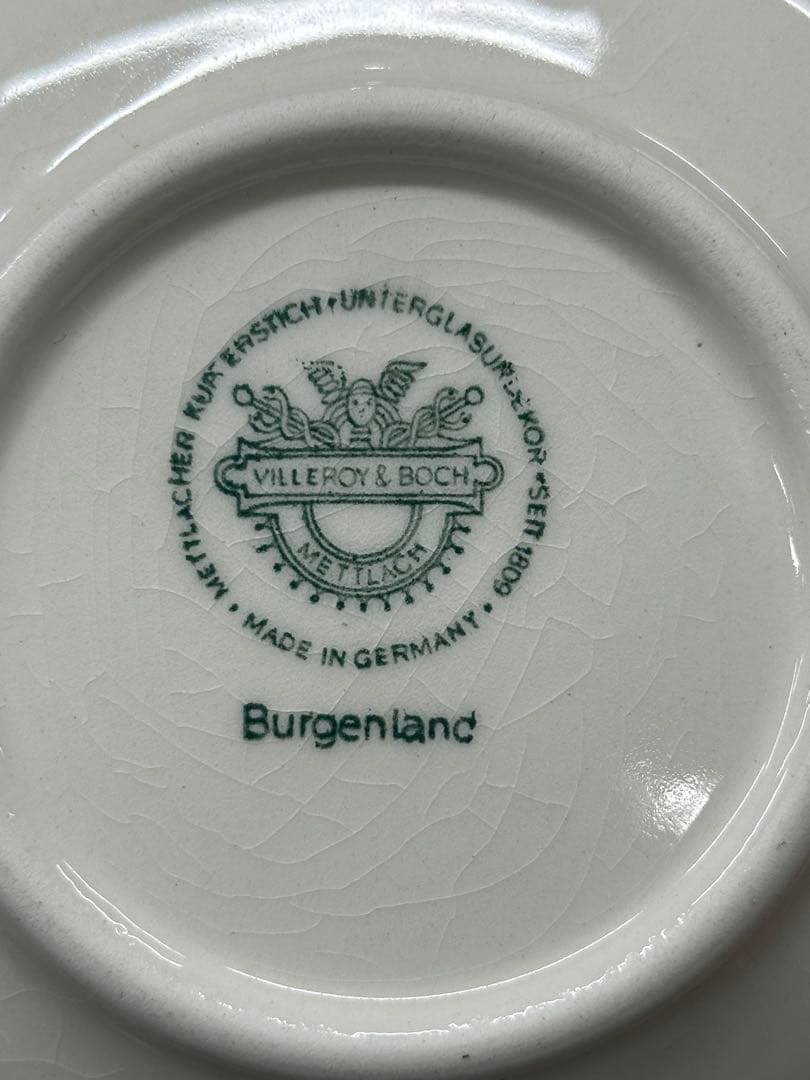 METTLACHER KUPFERSTICH • UNTERGLASURDEKOR • SEIT 1809 •
VILLEROY & BOCH
METTLACH
MADE IN GERMANY •
Burgenland